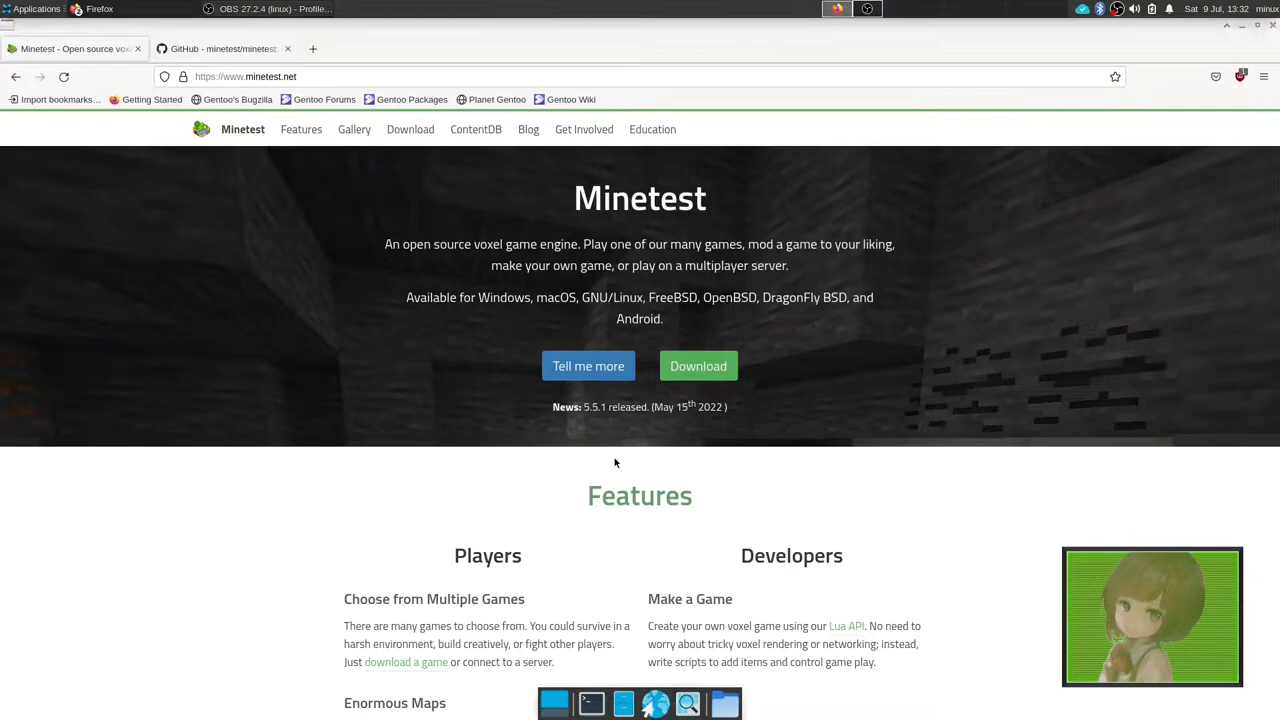 Applications
Firefox
OBS 27.2.4 (linux) - Profile...
Sat 9 Jul, 13:32
minux
Minetest - Open source vox
GitHub - minetest/minetest:
https://www.minetest.net
Import bookmarks...
Getting Started
Gentoo's Bugzilla
Gentoo Forums
Gentoo Packages
Planet Gentoo
Gentoo Wiki
Minetest
Features
Gallery
Download
ContentDB
Blog
Get Involved
Education
Minetest
An open source voxel game engine. Play one of our many games, mod a game to your liking,
make your own game, or play on a multiplayer server.
Available for Windows, macOS, GNU/Linux, FreeBSD, OpenBSD, DragonFly BSD, and
Android.
Tell me more
Download
News: 5.5.1 released. (May 15th 2022 )
Features
Players
Choose from Multiple Games
There are many games to choose from. You could survive in a
harsh environment, build creatively, or fight other players.
Just download a game or connect to a server.
Enormous Maps
Developers
Make a Game
Create your own voxel game using our Lua API. No need to
worry about tricky voxel rendering or networking; instead,
write scripts to add items and control game play.